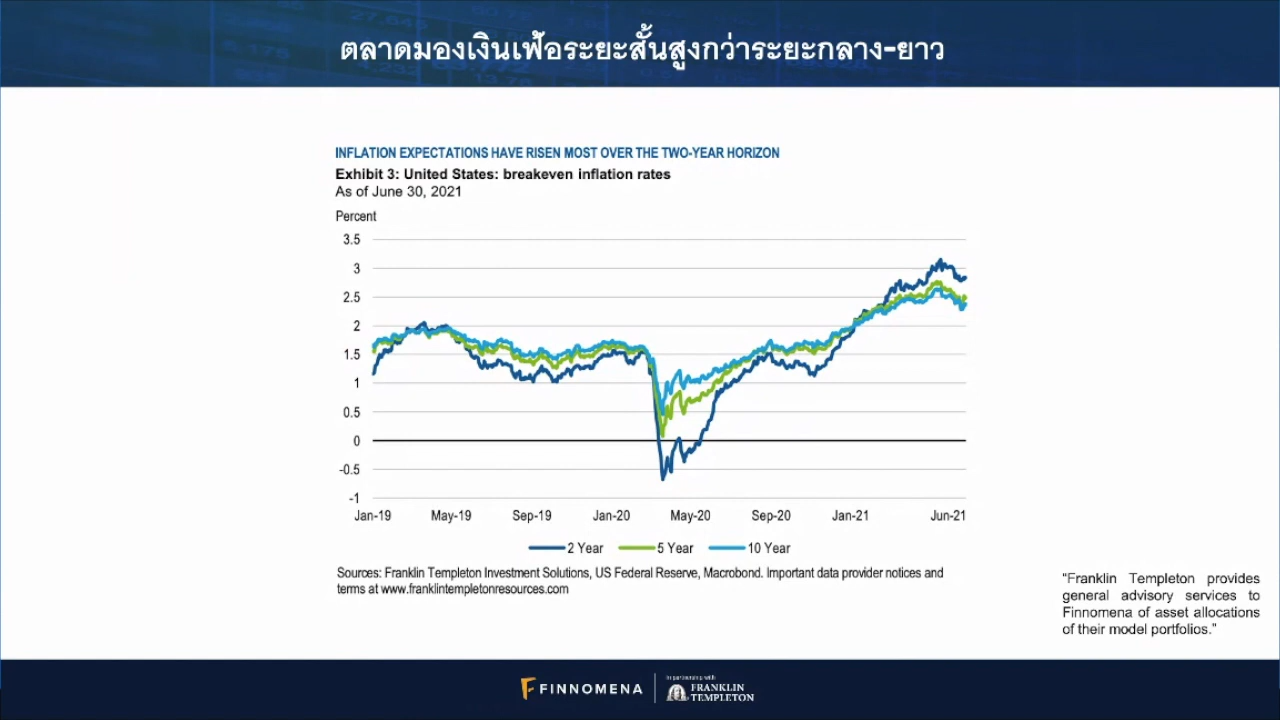 ตลาดมองเงินเฟ้อระยะสั้นสูงกว่าระยะกลาง-ยาว
INFLATION EXPECTATIONS HAVE RISEN MOST OVER THE TWO-YEAR HORIZON
Exhibit 3: United States: breakeven inflation rates
As of June 30, 2021
Percent
3.5
3
2.5
2
1.5
1
0.5
0
-0.5
-1
Jan-19 May-19 Sep-19 Jan-20 May-20 Sep-20 Jan-21 Jun-21
2 Year 5 Year 10 Year
Sources: Franklin Templeton Investment Solutions, US Federal Reserve, Macrobond. Important data provider notices and
terms at www.franklintempletonresources.com
"Franklin Templeton provides
general advisory services to
Finnomena of asset allocations
of their model portfolios."
FINNOMENA
In partnership with
FRANKLIN
TEMPLETON